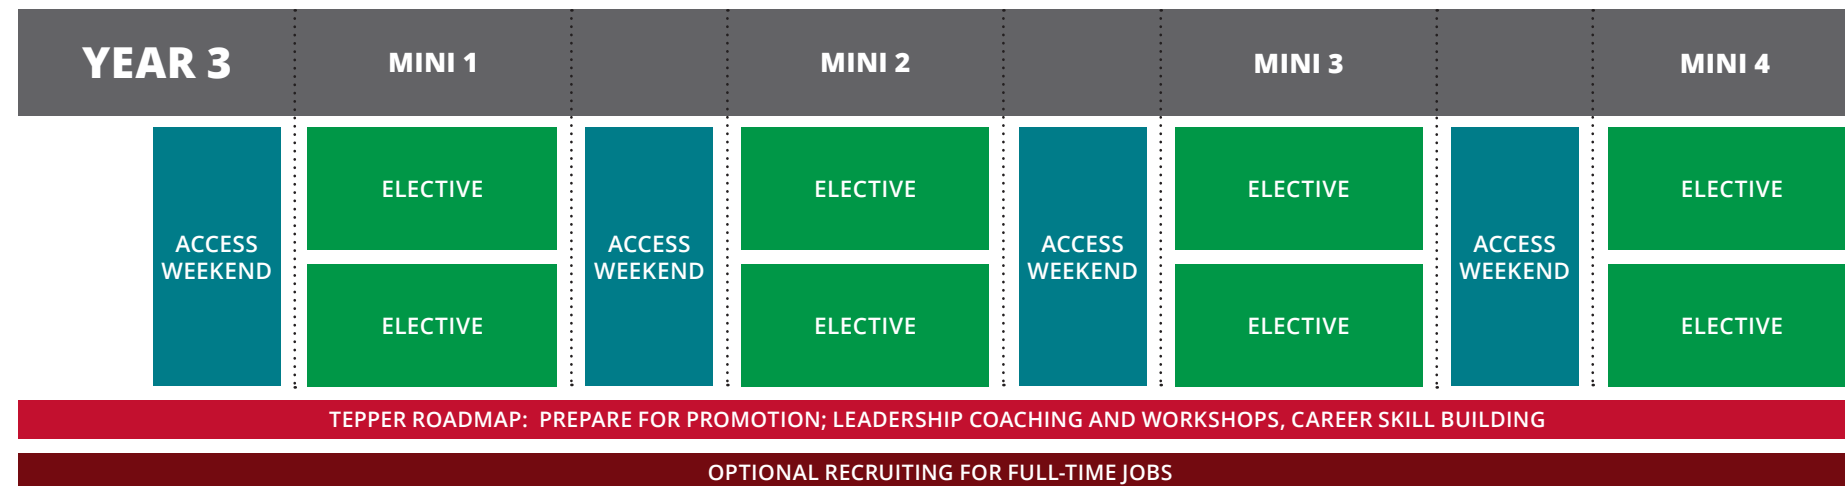 YEAR 3
MINI 1
MINI 2
MINI 3
MINI 4
ACCESS
WEEKEND
ELECTIVE
ELECTIVE
ACCESS
WEEKEND
ELECTIVE
ELECTIVE
ACCESS
WEEKEND
ELECTIVE
ELECTIVE
ACCESS
WEEKEND
ELECTIVE
ELECTIVE
TEPPER ROADMAP: PREPARE FOR PROMOTION; LEADERSHIP COACHING AND WORKSHOPS, CAREER SKILL BUILDING
OPTIONAL RECRUITING FOR FULL-TIME JOBS